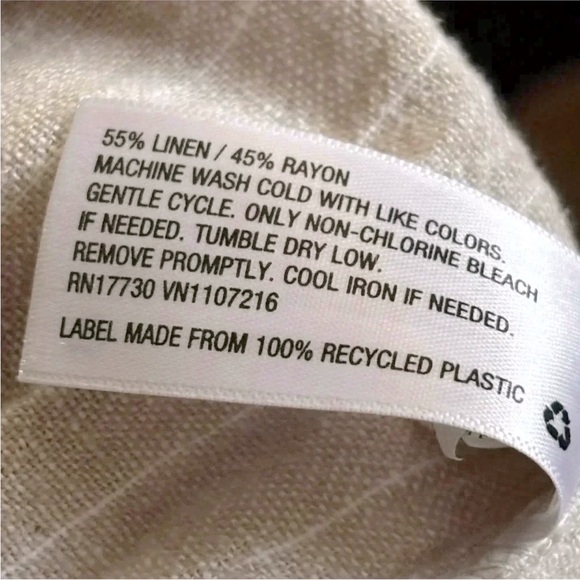 55% LINEN / 45% RAYON
MACHINE WASH COLD WITH LIKE COLORS.
GENTLE CYCLE. ONLY NON-CHLORINE BLEACH
IF NEEDED. TUMBLE DRY LOW.
REMOVE PROMPTLY. COOL IRON IF NEEDED.
RN17730 VN1107216
LABEL MADE FROM 100% RECYCLED PLASTIC